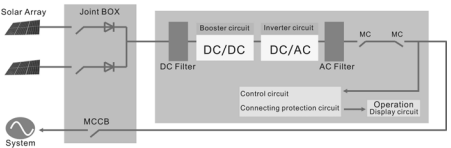 Solar Array
Joint BOX
Booster circuit
Inverter circuit
MC
MC
DC/DC
DC/AC
DC Filter
AC Filter
Control circuit
Connecting protection circuit
Operation
Display circuit
MCCB
System